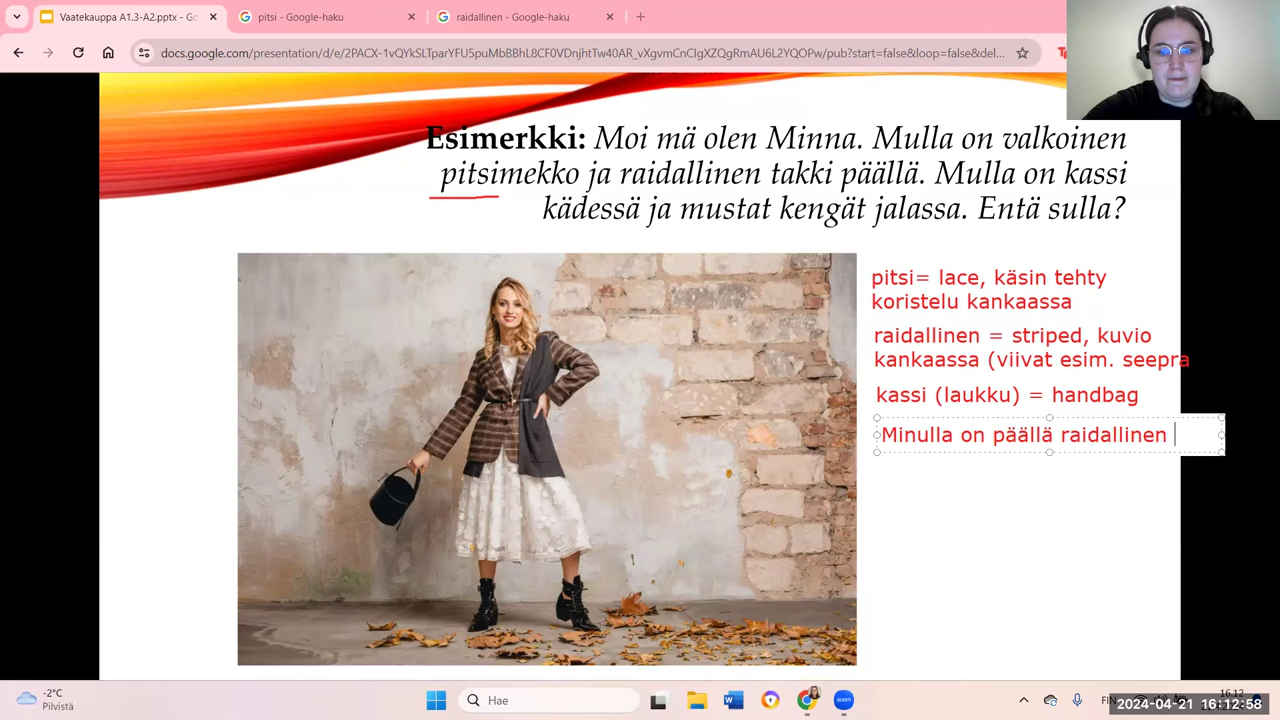 Vaatekauppa A1.3-A2.pptx - Go
pitsi - Google-haku
raidallinen - Google-haku
docs.google.com/presentation/d/e/2PACX-1vQYkSLTparYFU5puMbBBhL8CF0VDnjhtTw40AR_vXgvmCnCIgXZQgRmAU6L2YQOPw/pub?start=false&loop=false&del...
Esimerkki: Moi mä olen Minna. Mulla on valkoinen
pitsimekko ja raidallinen takki päällä. Mulla on kassi
kädessä ja mustat kengät jalassa. Entä sulla?
pitsi= lace, käsin tehty
koristelu kankaassa
raidallinen = striped, kuvio
kankaassa (viivat esim. seepra
kassi (laukku) = handbag
Minulla on päällä raidallinen
-2°C
Pilvistä
Hae
zoom
FIN
16.12
2024-04-21 16:12:58